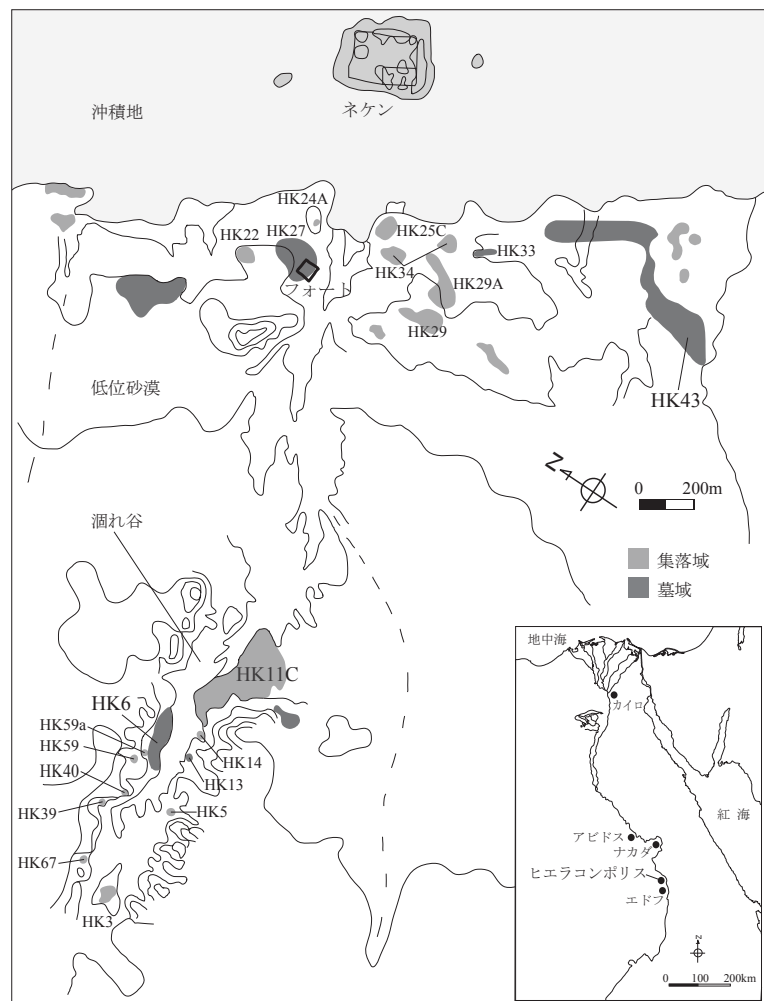 沖積地
ネケン
HK24A
HK22
HK27
HK25C
HK33
フォート
HK34
HK29A
HK29
低位砂漠
HK43
N
0 200m
涸れ谷
集落域
墓域
HK11C
HK6
HK59a
HK59
HK14
HK40
HK13
HK39
HK5
HK67
HK3
地中海
カイロ
紅 海
アビドス
ナカダ
ヒエラコンポリス
エドフ
N
0 100 200km